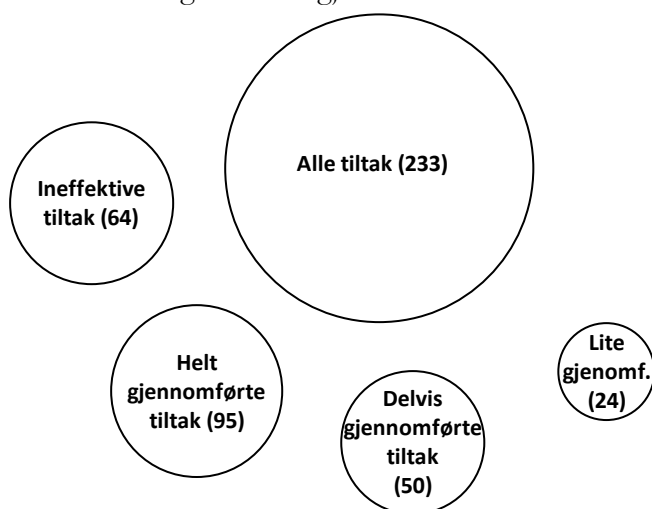 Alle tiltak (233)
Ineffektive
tiltak (64)
Helt
gjennomførte
tiltak (95)
Delvis
gjennomførte
tiltak
(50)
Lite
gjenomf.
(24)